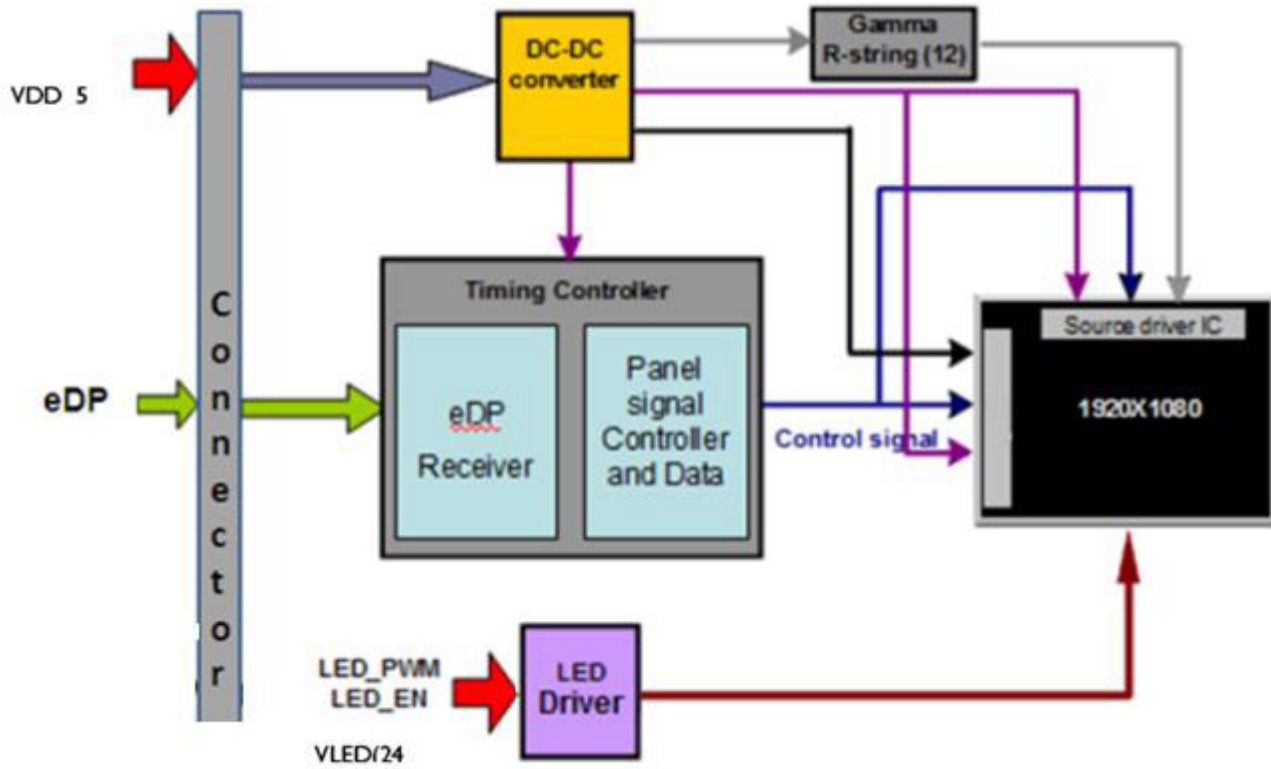 VDD 5
eDP
Connector
DC-DC
converter
Gamma
R-string (12)
Timing Controller
eDP
Receiver
Panel
signal
Controller
and Data
Control signal
Source driver IC
1920X1080
LED_PWM
LED_EN
VLED(24
LED
Driver